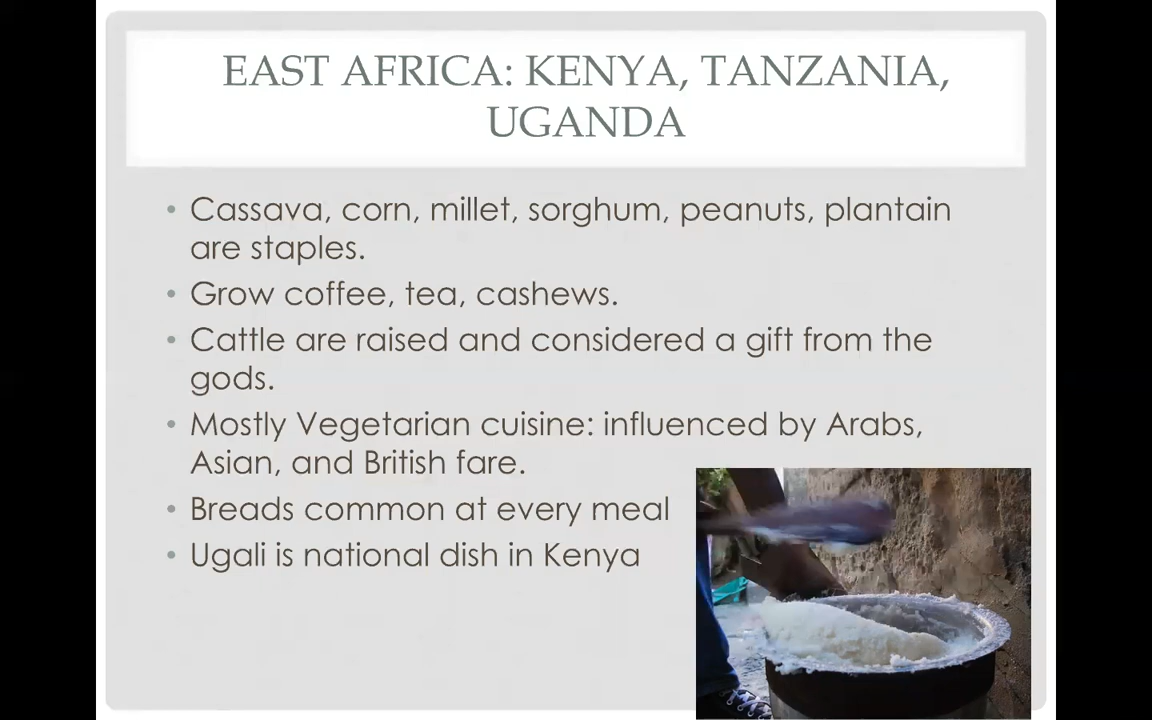 EAST AFRICA: KENYA, TANZANIA,
UGANDA
• Cassava, corn, millet, sorghum, peanuts, plantain
are staples.
• Grow coffee, tea, cashews.
• Cattle are raised and considered a gift from the
gods.
• Mostly Vegetarian cuisine: influenced by Arabs,
Asian, and British fare.
• Breads common at every meal
• Ugali is national dish in Kenya